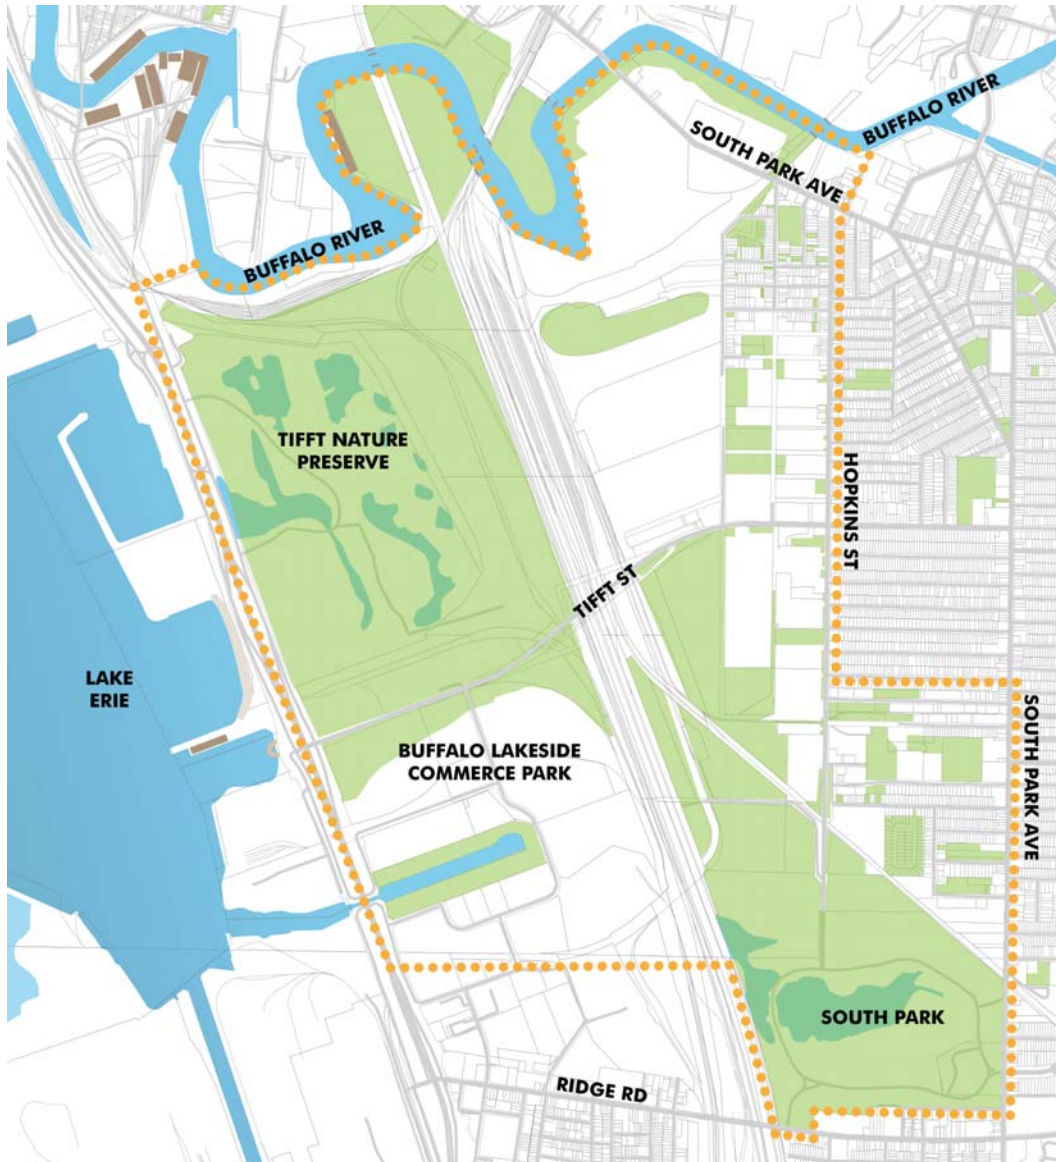 BUFFALO RIVER
SOUTH PARK AVE
BUFFALO RIVER
TIFFT NATURE
PRESERVE
HOPKINS ST
TIFFT ST
LAKE
ERIE
BUFFALO LAKESIDE
COMMERCE PARK
SOUTH PARK AVE
SOUTH PARK
RIDGE RD